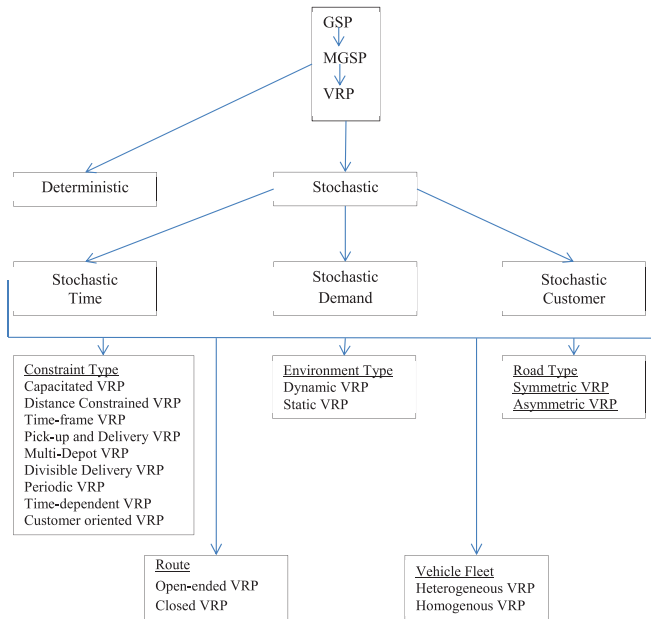 GSP
MGSP
VRP
Deterministic
Stochastic
Stochastic
Time
Stochastic
Demand
Stochastic
Customer
Constraint Type
Capacitated VRP
Distance Constrained VRP
Time-frame VRP
Pick-up and Delivery VRP
Multi-Depot VRP
Divisible Delivery VRP
Periodic VRP
Time-dependent VRP
Customer oriented VRP
Environment Type
Dynamic VRP
Static VRP
Road Type
Symmetric VRP
Asymmetric VRP
Route
Open-ended VRP
Closed VRP
Vehicle Fleet
Heterogeneous VRP
Homogenous VRP